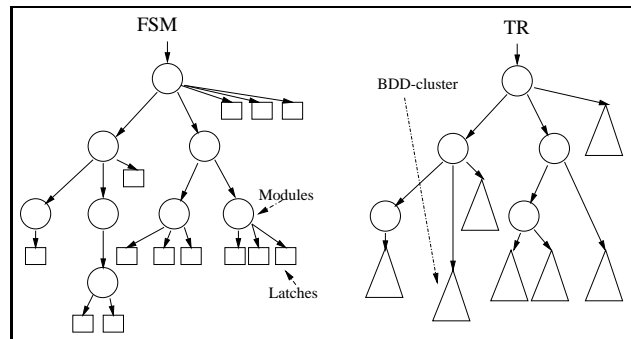 FSM
TR
BDD-cluster
Modules
Latches